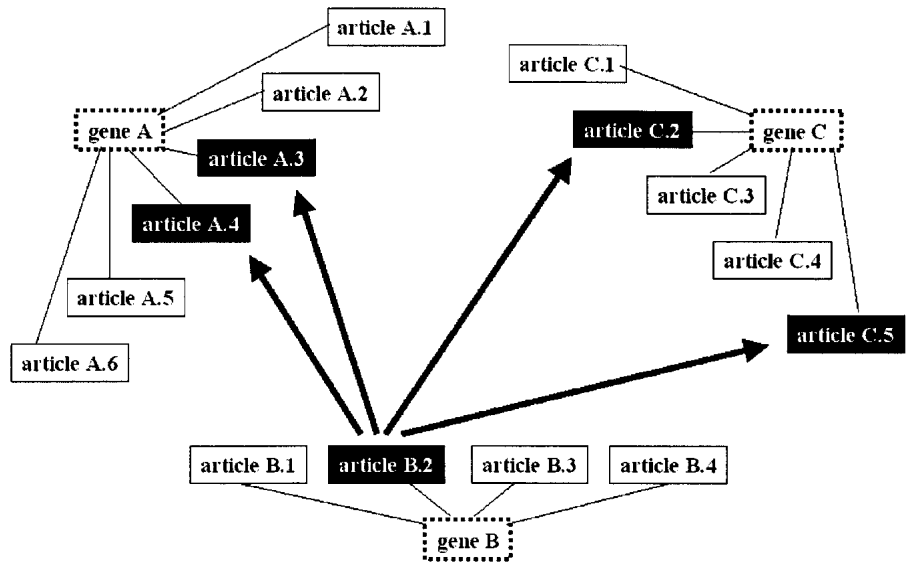 article A.1
article C.1
article A.2
gene A
article C.2
gene C
article A.3
article C.3
article A.4
article C.4
article A.5
article C.5
article A.6
article B.1
article B.2
article B.3
article B.4
gene B